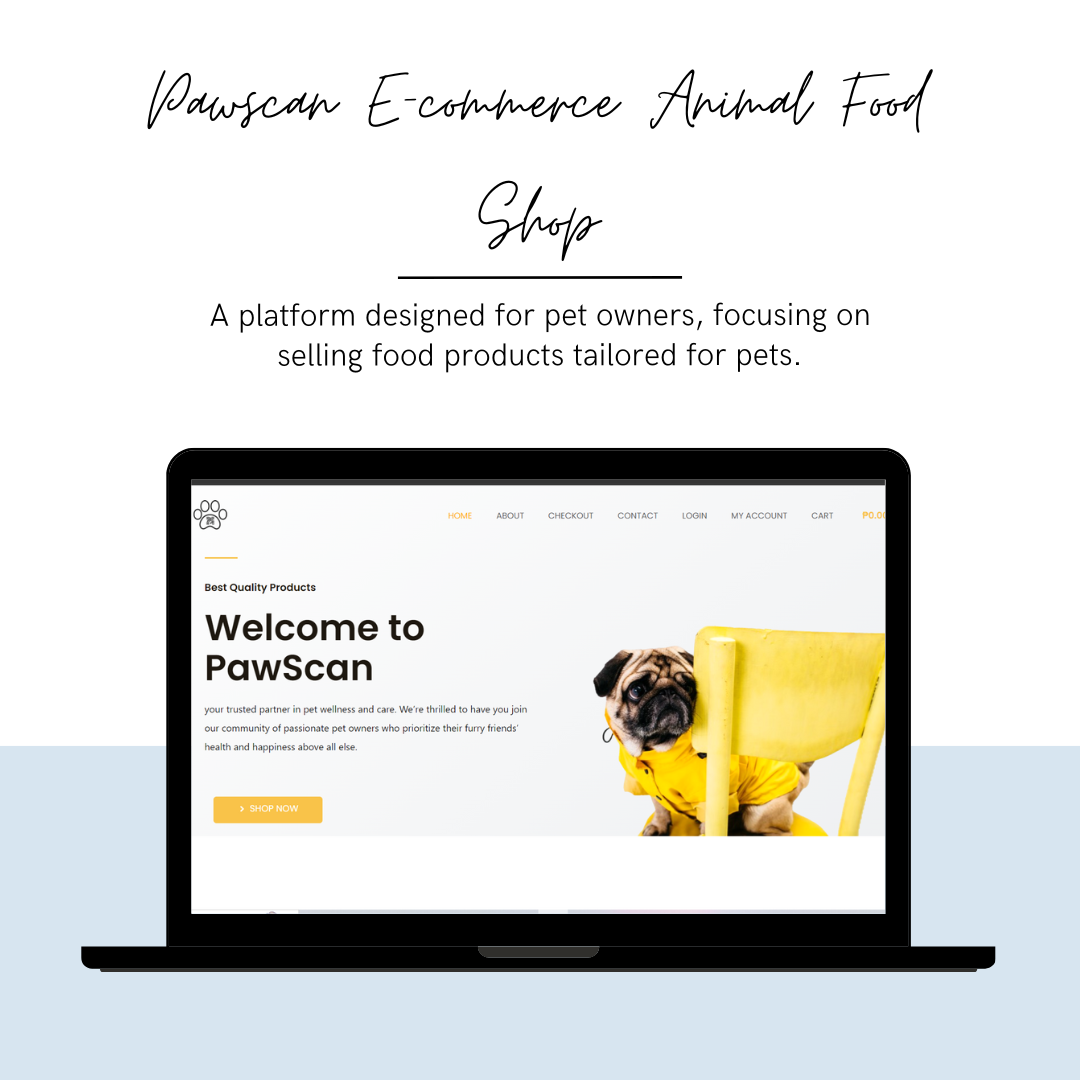 Pawscan E-commerce Animal Food
Shop
A platform designed for pet owners, focusing on
selling food products tailored for pets.
HOME ABOUT CHECKOUT CONTACT LOGIN MY ACCOUNT CART ₱0.00
Best Quality Products
Welcome to
PawScan
your trusted partner in pet wellness and care. We're thrilled to have you join
our community of passionate pet owners who prioritize their furry friends'
health and happiness above all else.
SHOP NOW